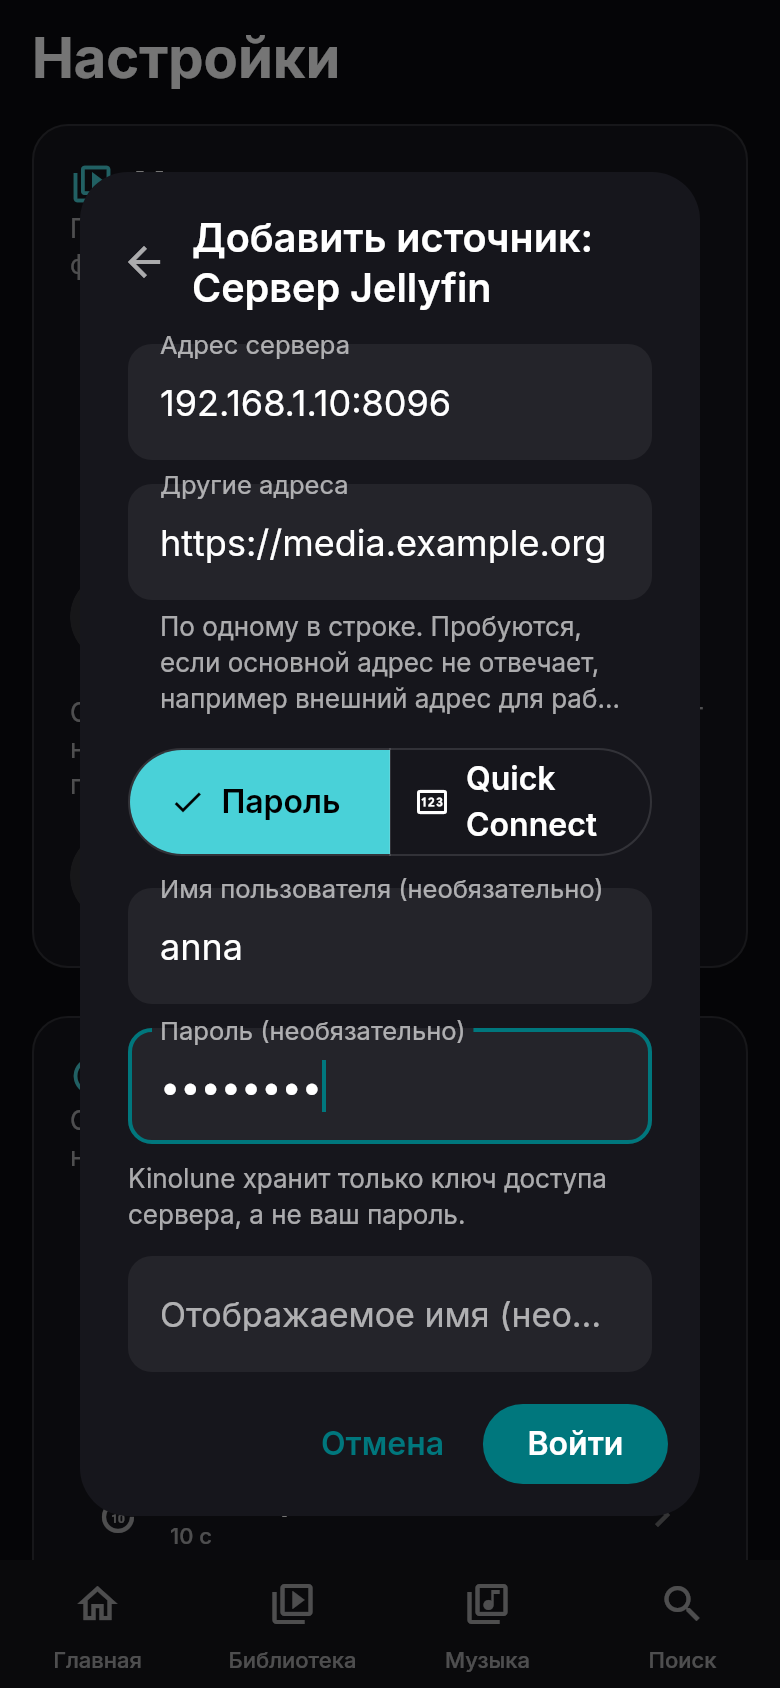 Настройки
Добавить источник:
Сервер Jellyfin
Адрес сервера
192.168.1.10:8096
Другие адреса
https://media.example.org
По одному в строке. Пробуются,
если основной адрес не отвечает,
например внешний адрес для раб...
Пароль
123
Quick
Connect
Имя пользователя (необязательно)
anna
Пароль (необязательно)
••••••••
Kinolune хранит только ключ доступа
сервера, а не ваш пароль.
Отображаемое имя (нео...
Отмена
Войти
10
10 с
Главная
Библиотека
Музыка
Поиск